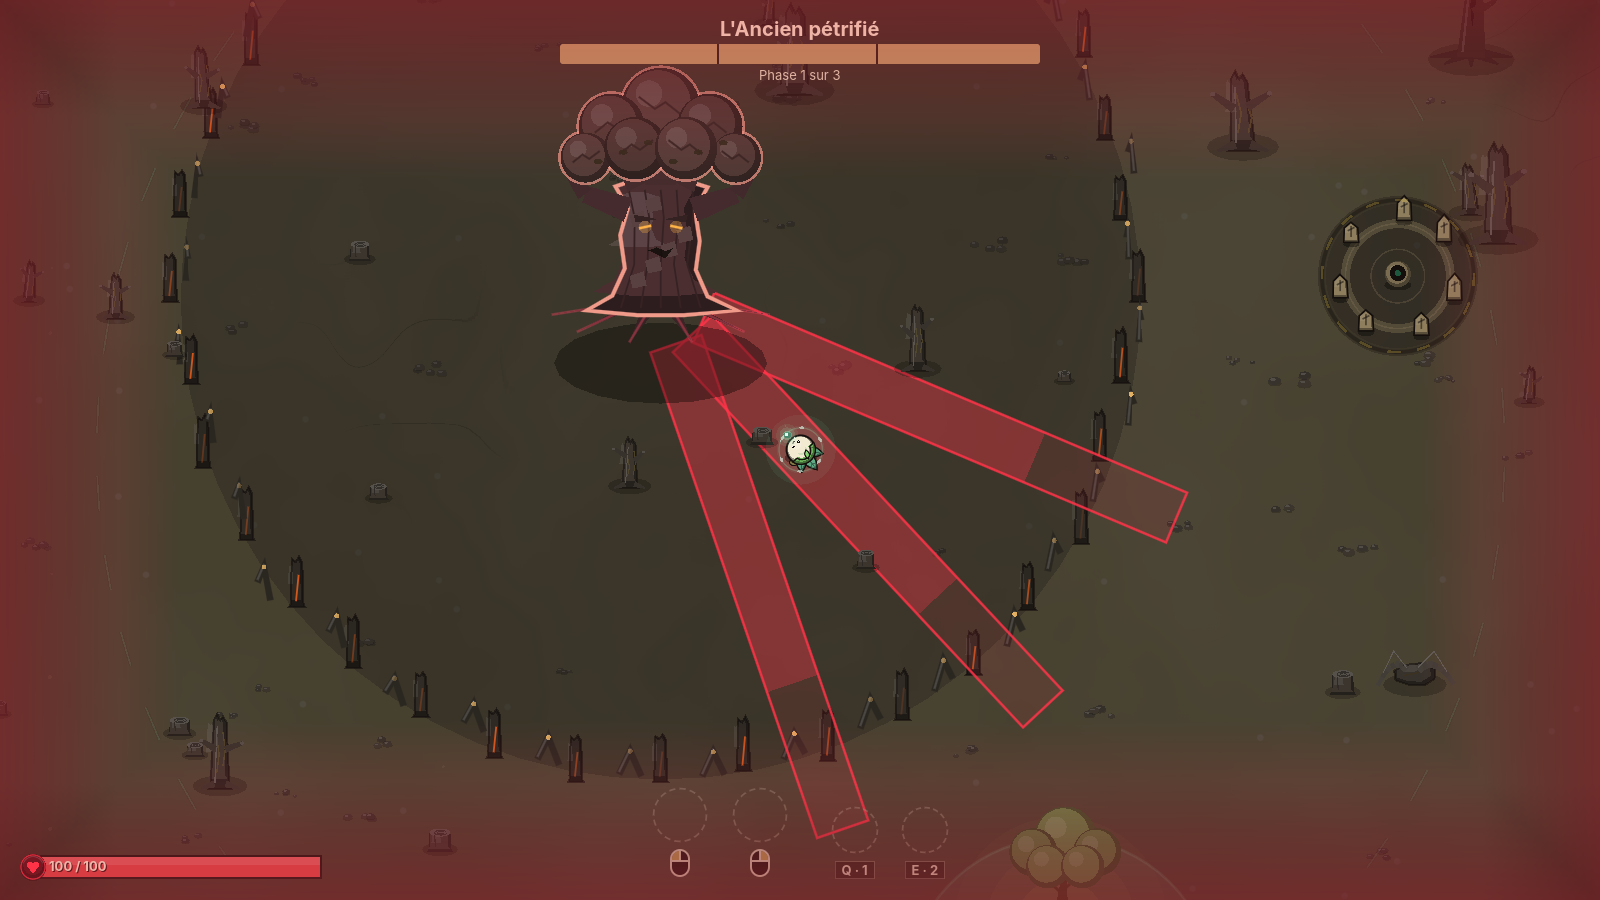 L'Ancien pétrifié
Phase 1 sur 3
100 / 100
Q · 1
E · 2